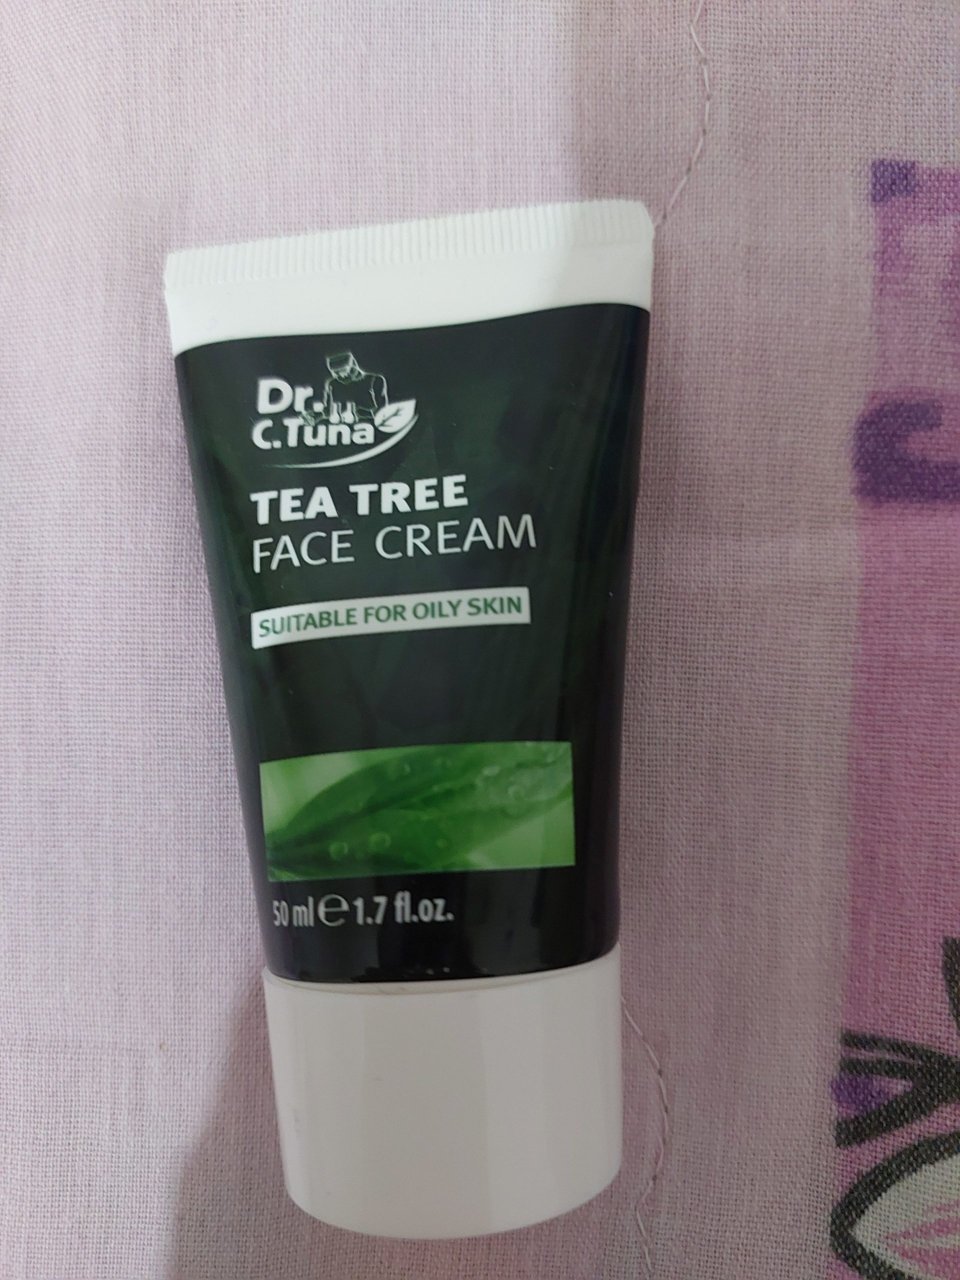 Dr.
C.Tuna
TEA TREE
FACE CREAM
SUITABLE FOR OILY SKIN
50 ml ℮ 1.7 fl.oz.